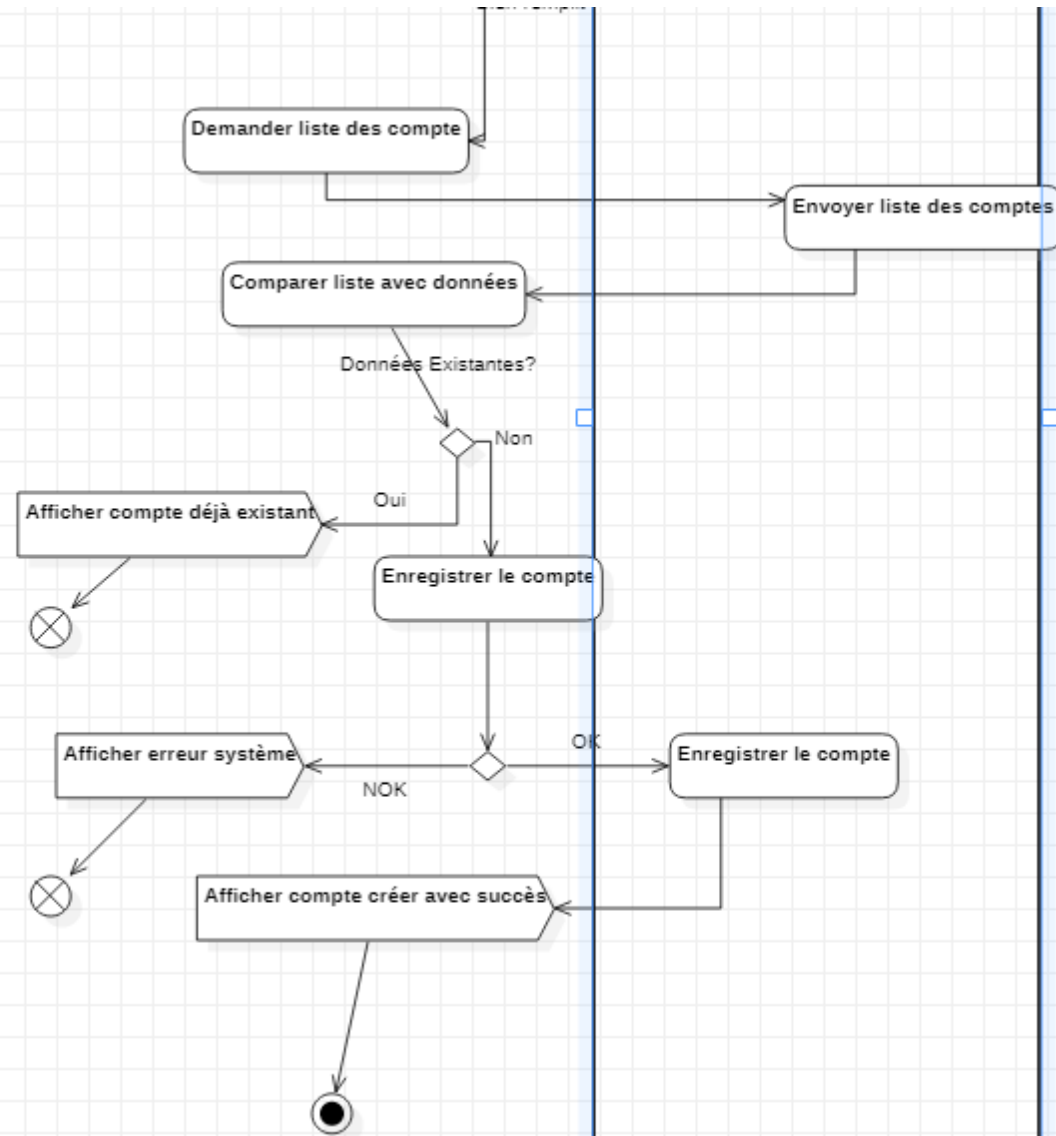 Demander liste des compte
Envoyer liste des comptes
Comparer liste avec données
Données Existantes?
Non
Oui
Afficher compte déjà existant
Enregistrer le compte
OK
Afficher erreur système
Enregistrer le compte
NOK
Afficher compte créer avec succès